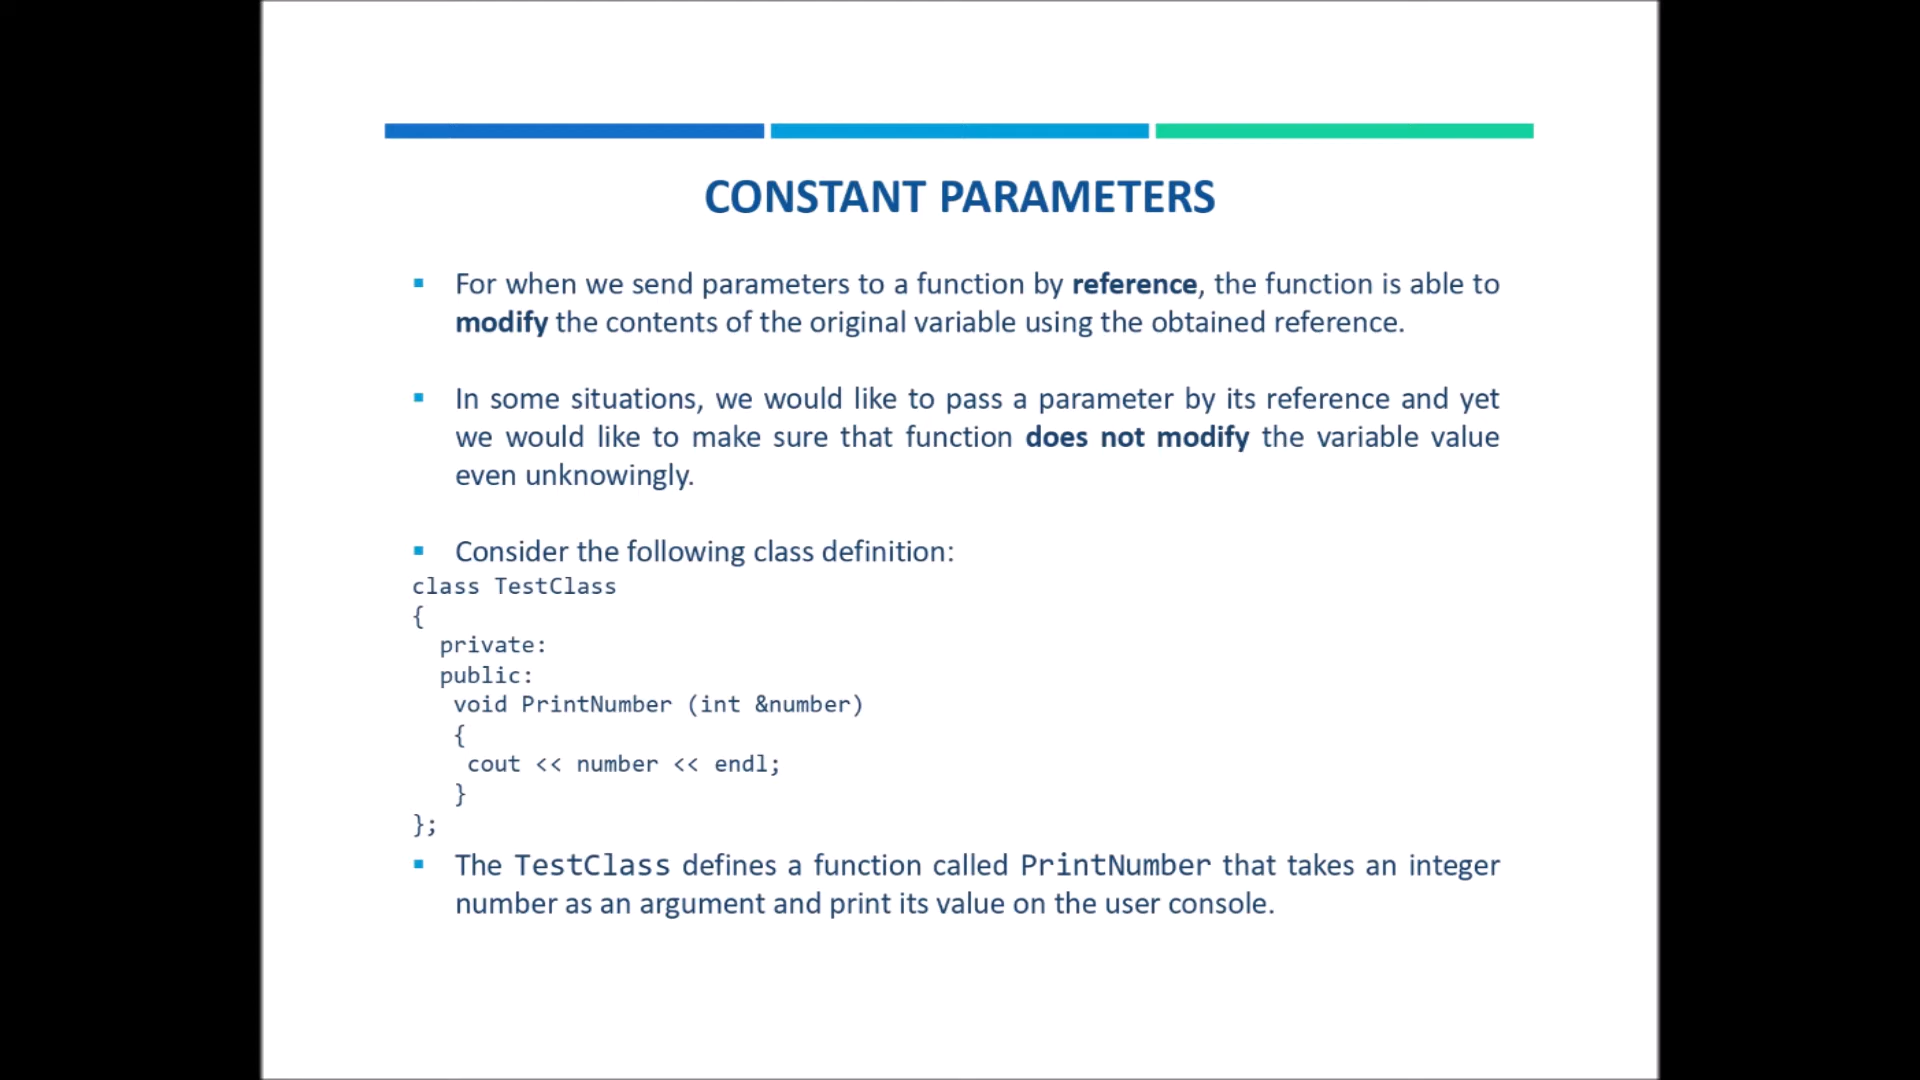 CONSTANT PARAMETERS
▪ For when we send parameters to a function by reference, the function is able to
modify the contents of the original variable using the obtained reference.
▪ In some situations, we would like to pass a parameter by its reference and yet
we would like to make sure that function does not modify the variable value
even unknowingly.
▪ Consider the following class definition:
class TestClass
{
  private:
  public:
   void PrintNumber (int &number)
   {
    cout << number << endl;
   }
};
▪ The TestClass defines a function called PrintNumber that takes an integer
number as an argument and print its value on the user console.